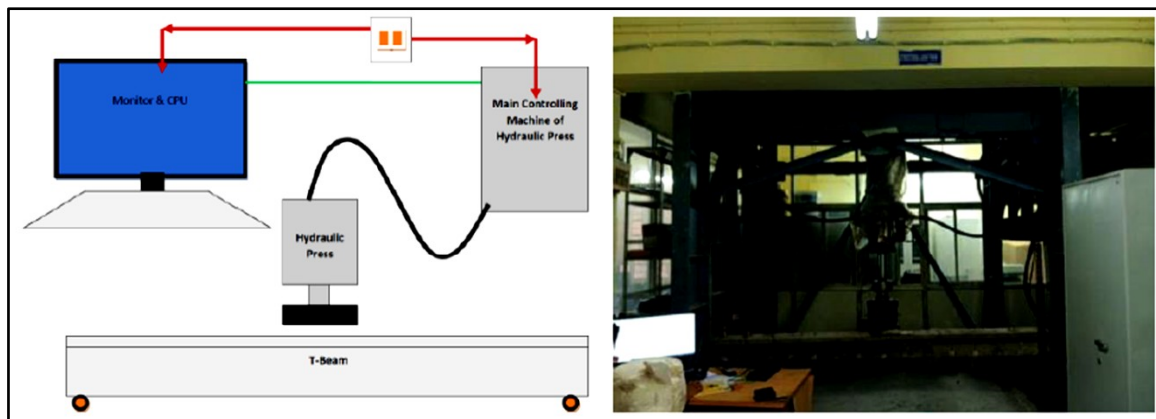 Monitor & CPU
Main Controlling
Machine of
Hydraulic Press
Hydraulic
Press
T-Beam